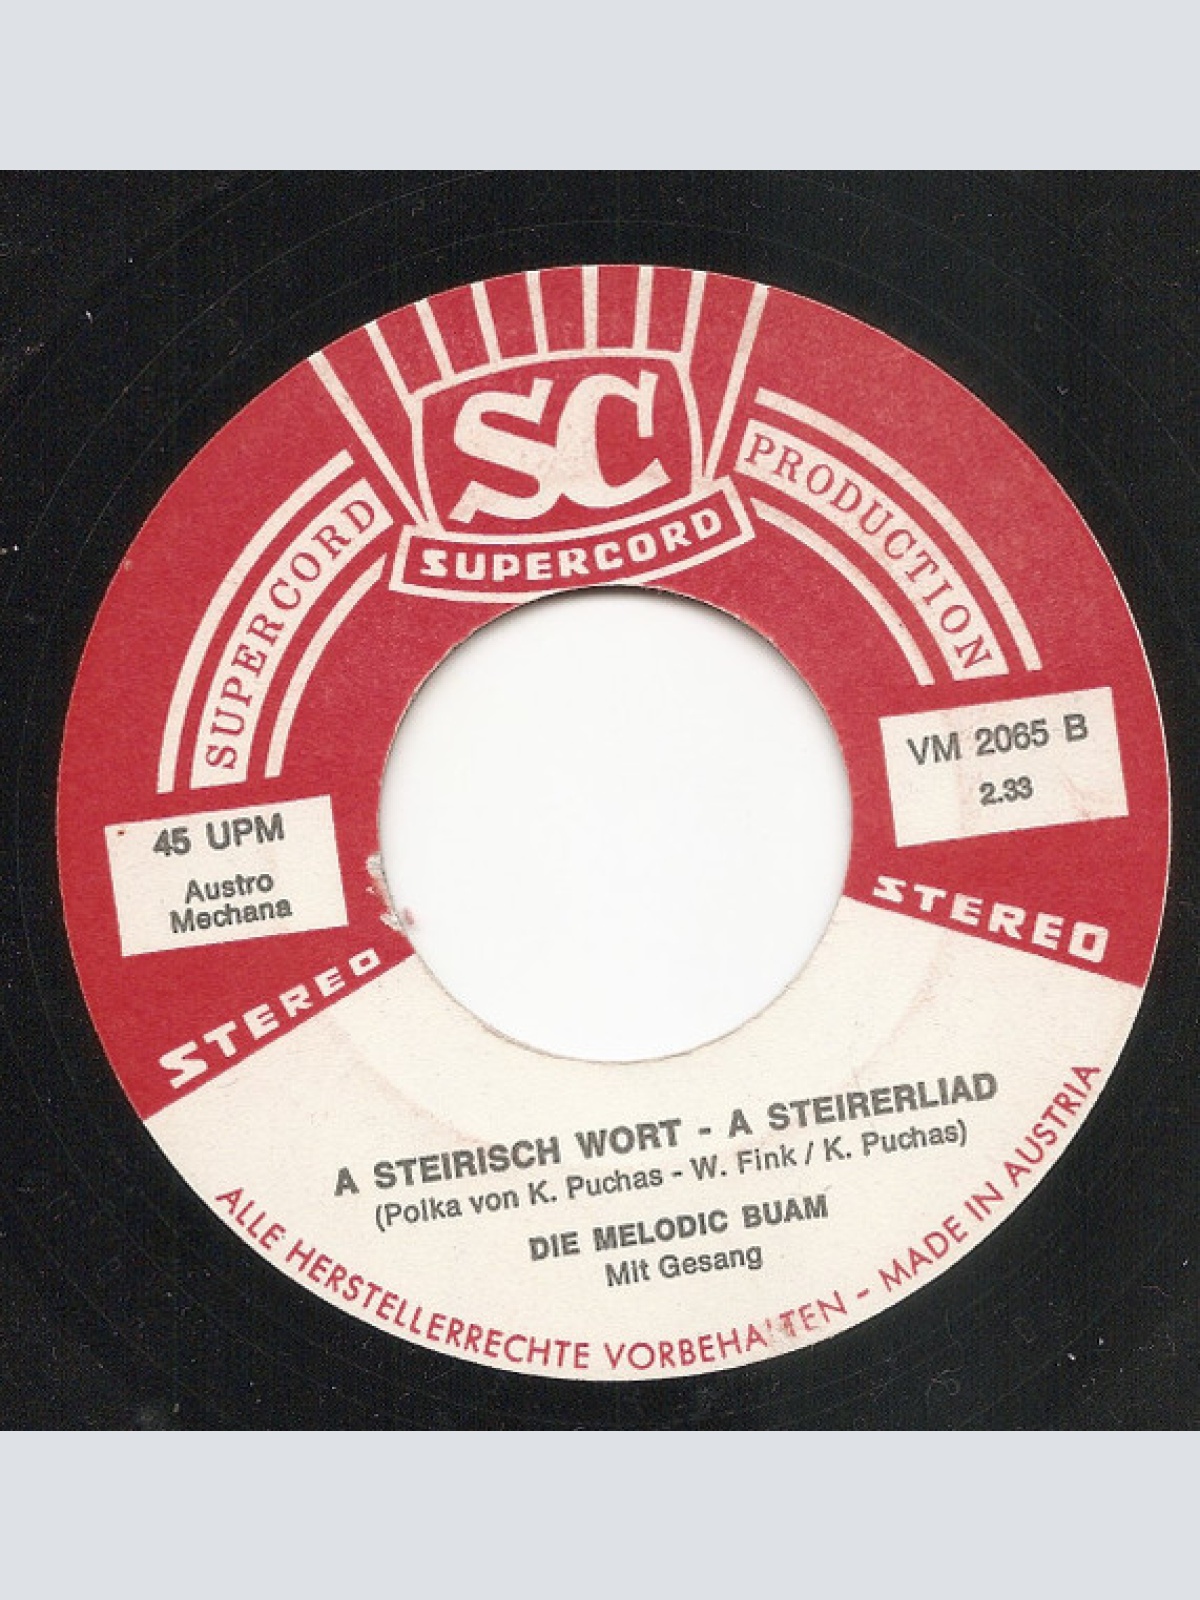 SC
SUPERCORD
SUPERCORD
PRODUCTION
VM 2065 B
2.33
45 UPM
Austro
Mechana
STEREO
STEREO
A STEIRISCH WORT - A STEIRERLIAD
(Polka von K. Puchas - W. Fink / K. Puchas)
DIE MELODIC BUAM
Mit Gesang
ALLE HERSTELLERRECHTE VORBEHALTEN - MADE IN AUSTRIA